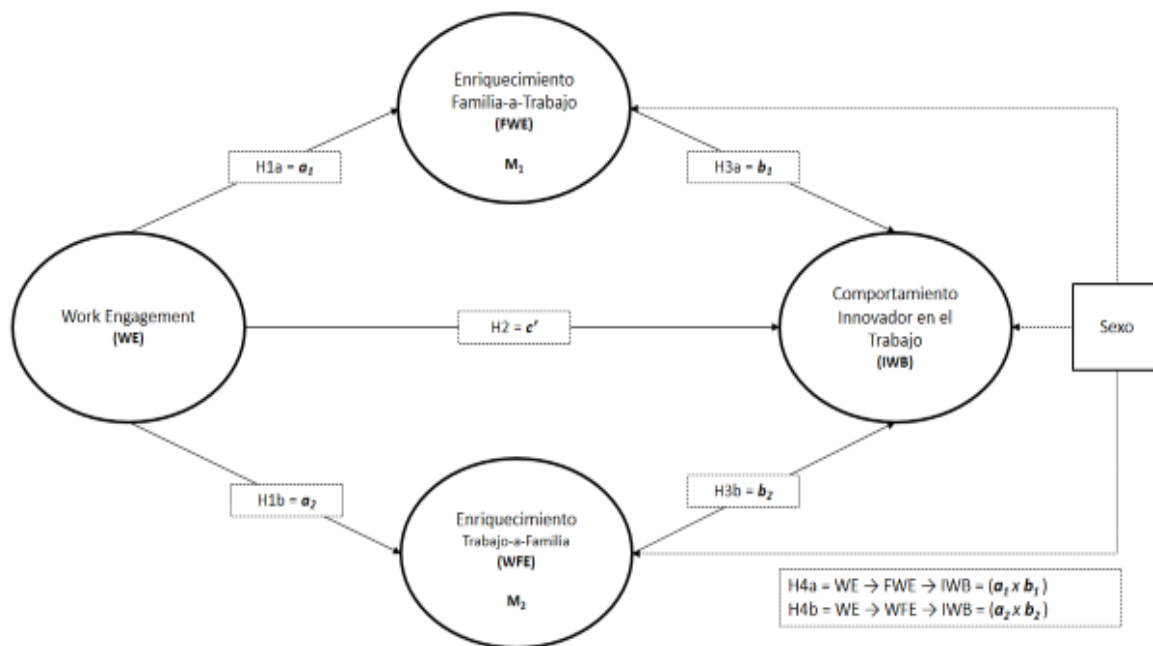 Enriquecimiento
Familia-a-Trabajo
(FWE)
M₁
H1a = a₁
H3a = b₁
Work Engagement
(WE)
H2 = c'
Comportamiento
Innovador en el
Trabajo
(IWB)
Sexo
H1b = a₂
H3b = b₂
Enriquecimiento
Trabajo-a-Familia
(WFE)
M₂
H4a = WE → FWE → IWB = (a₁ x b₁)
H4b = WE → WFE → IWB = (a₂ x b₂)